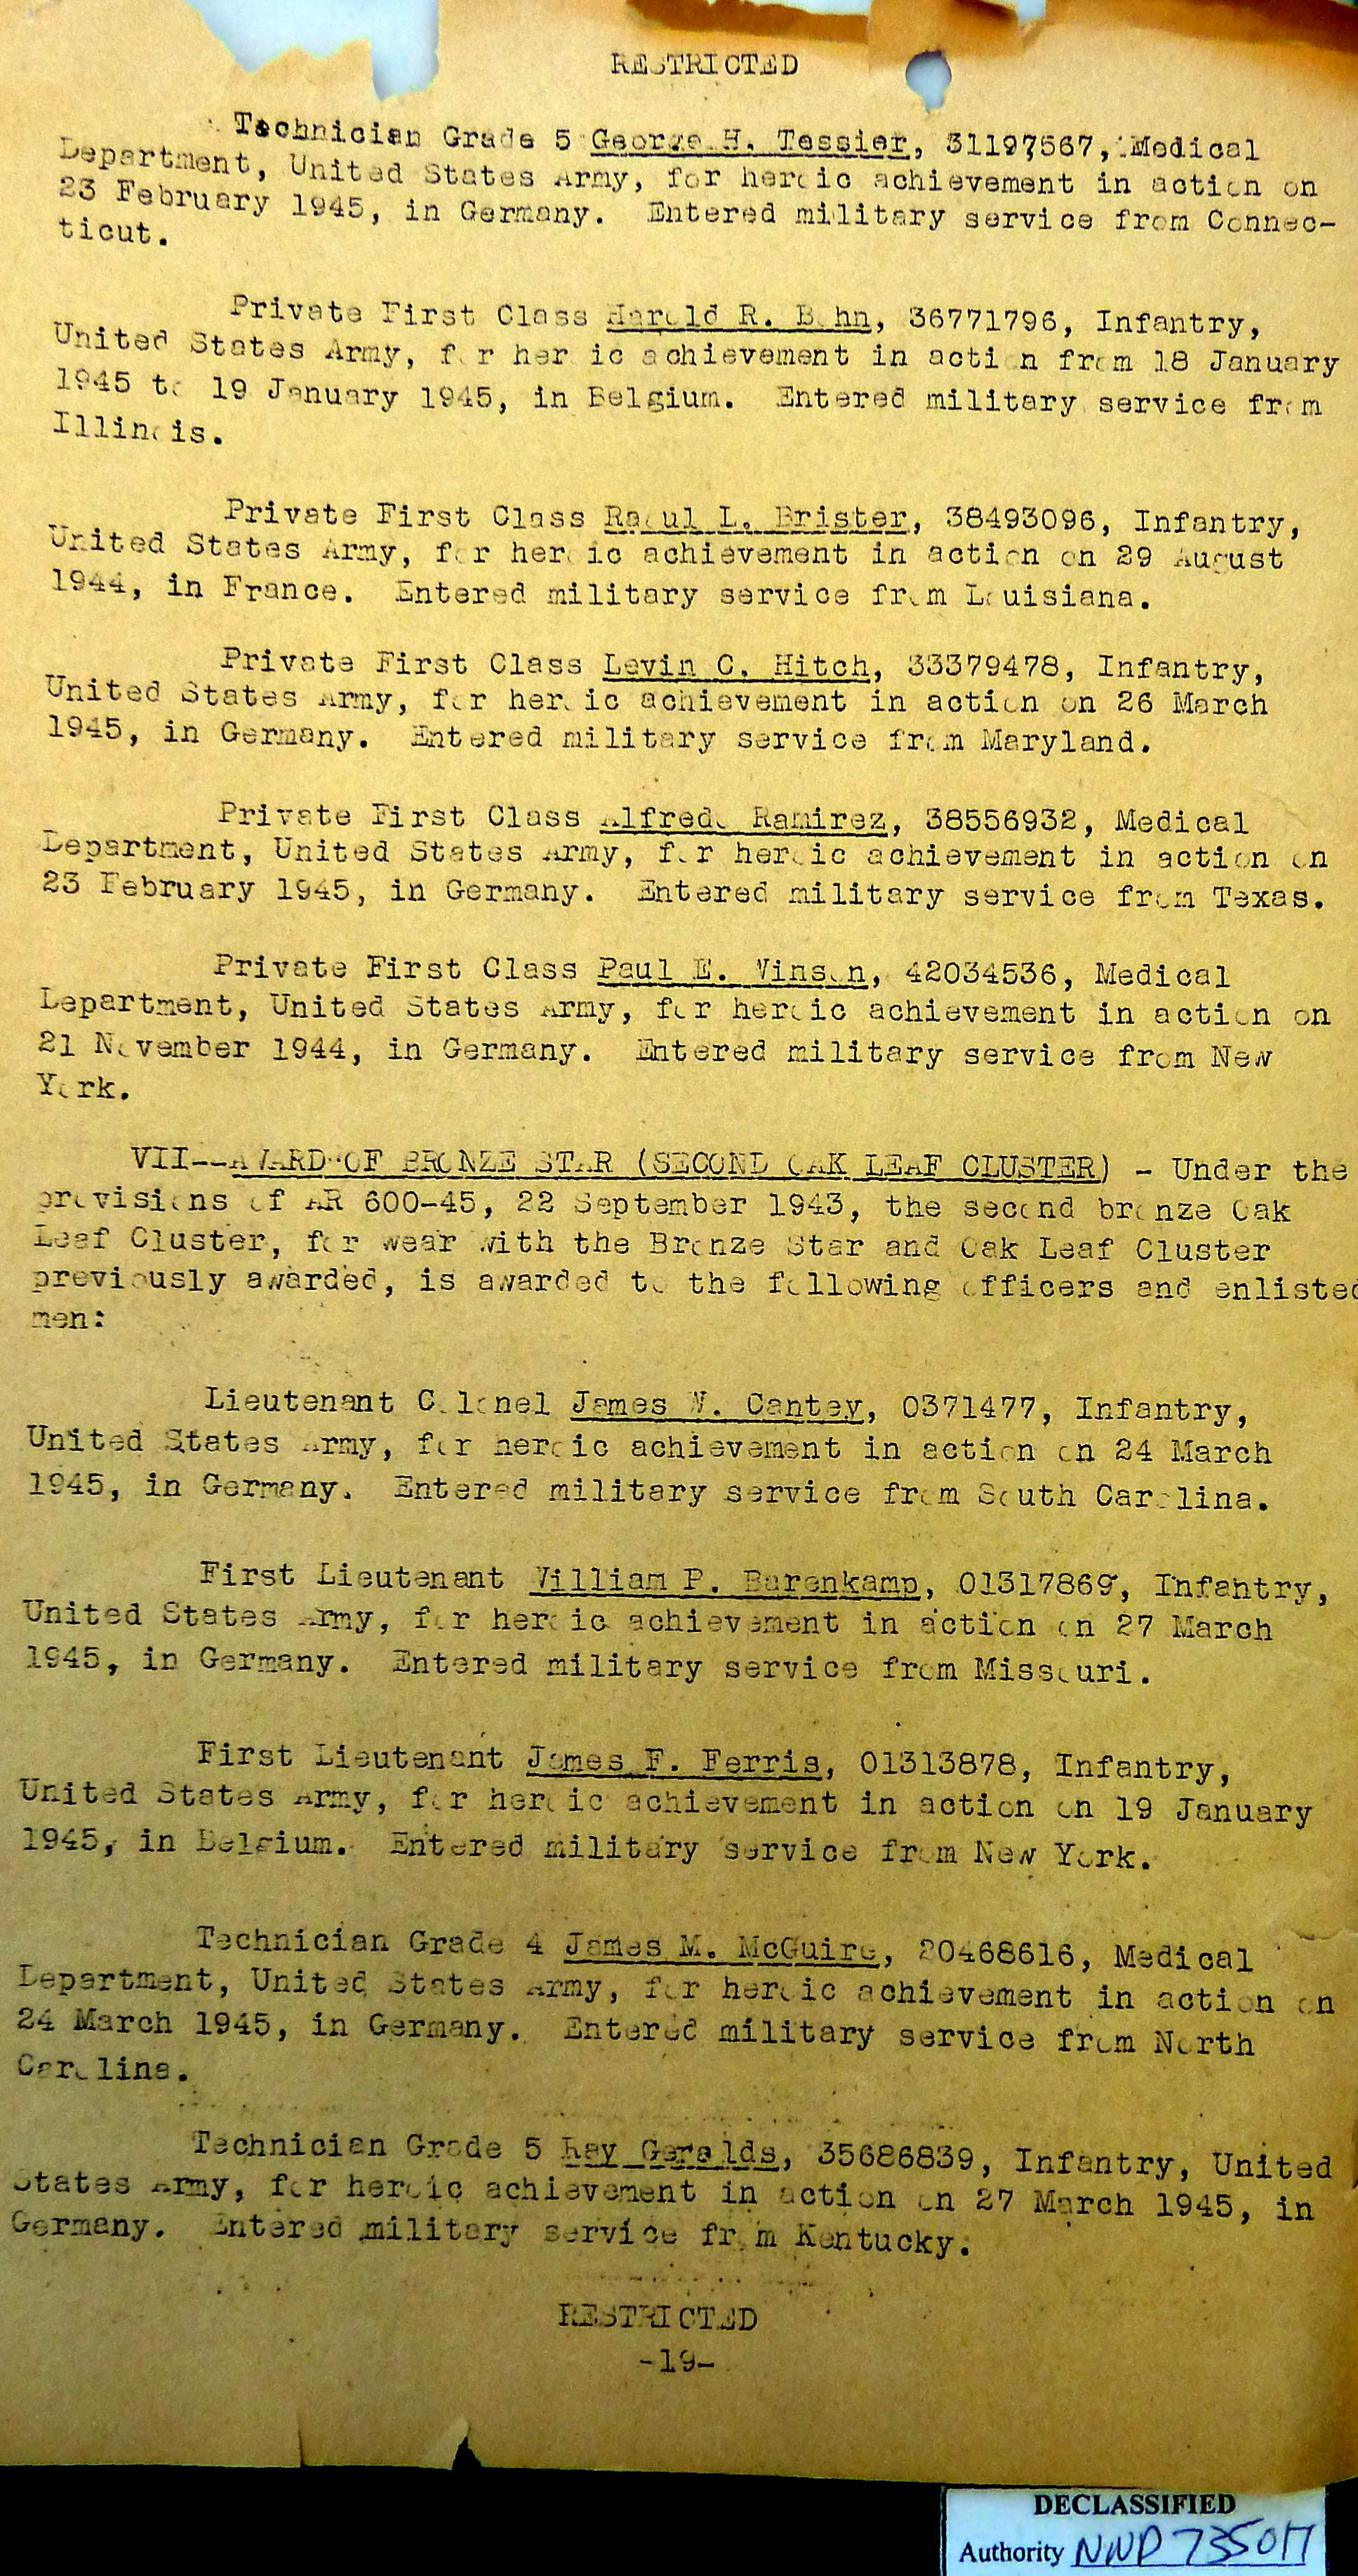 RESTRICTED
Technician Grade 5 George H. Tessier, 31197567, Medical
Department, United States Army, for heroic achievement in action on
23 February 1945, in Germany. Entered military service from Connec-
ticut.
Private First Class Harold R. Bohn, 36771796, Infantry,
United States Army, for heroic achievement in action from 18 January
1945 to 19 January 1945, in Belgium. Entered military service from
Illinois.
Private First Class Raoul L. Brister, 38493096, Infantry,
United States Army, for heroic achievement in action on 29 August
1944, in France. Entered military service from Louisiana.
Private First Class Levin C. Hitch, 33379478, Infantry,
United States Army, for heroic achievement in action on 26 March
1945, in Germany. Entered military service from Maryland.
Private First Class Alfredo Ramirez, 38556932, Medical
Department, United States Army, for heroic achievement in action on
23 February 1945, in Germany. Entered military service from Texas.
Private First Class Paul E. Vinson, 42034536, Medical
Department, United States Army, for heroic achievement in action on
21 November 1944, in Germany. Entered military service from New
York.
VII--AWARD OF BRONZE STAR (SECOND OAK LEAF CLUSTER) - Under the
provisions of AR 600-45, 22 September 1943, the second bronze Oak
Leaf Cluster, for wear with the Bronze Star and Oak Leaf Cluster
previously awarded, is awarded to the following officers and enlisted
men:
Lieutenant Colonel James W. Cantey, 0371477, Infantry,
United States Army, for heroic achievement in action on 24 March
1945, in Germany. Entered military service from South Carolina.
First Lieutenant William P. Barenkamp, 01317869, Infantry,
United States Army, for heroic achievement in action on 27 March
1945, in Germany. Entered military service from Missouri.
First Lieutenant James F. Ferris, 01313878, Infantry,
United States Army, for heroic achievement in action on 19 January
1945, in Belgium. Entered military service from New York.
Technician Grade 4 James M. McGuire, 20468616, Medical
Department, United States Army, for heroic achievement in action on
24 March 1945, in Germany. Entered military service from North
Carolina.
Technician Grade 5 Ray Geralds, 35686839, Infantry, United
States Army, for heroic achievement in action on 27 March 1945, in
Germany. Entered military service from Kentucky.
RESTRICTED
-19-
DECLASSIFIED
Authority NND 735017